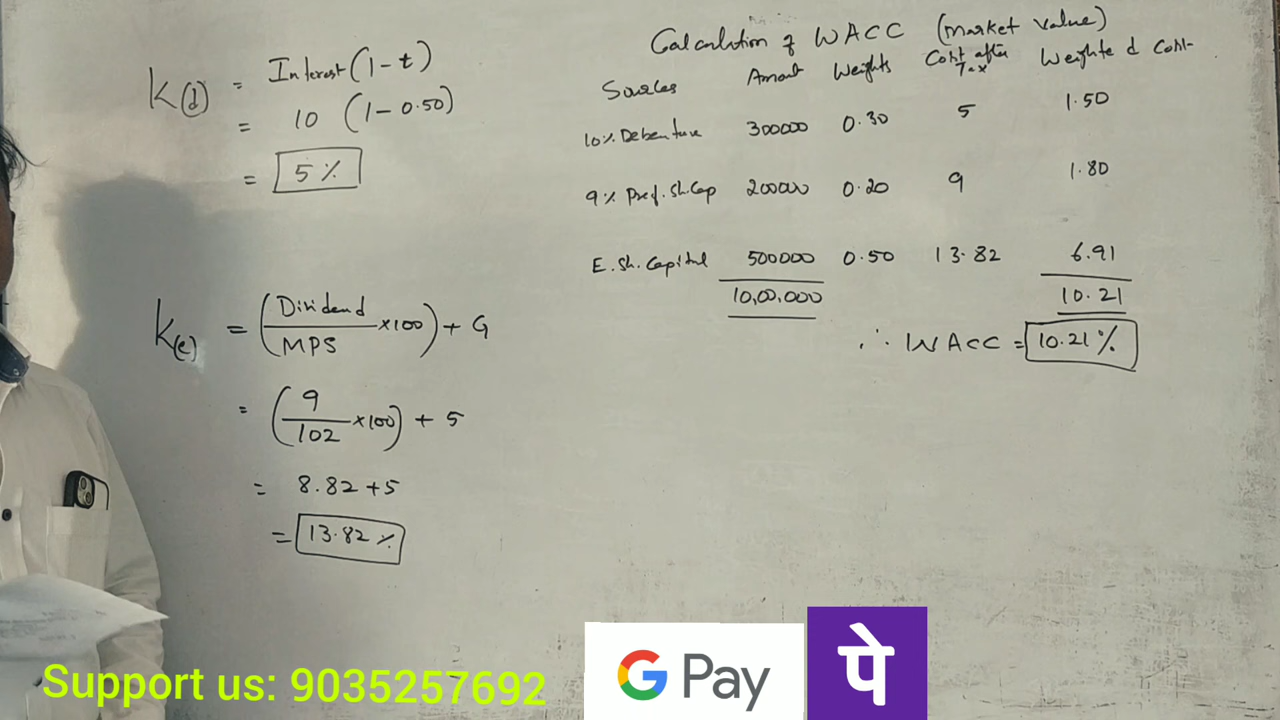 K(d) = Interest (1-t)
= 10 (1-0.50)
= 5%
K(e) = (Dividend/MPS ×100) + G
= (9/102 ×100) + 5
= 8.82 + 5
= 13.82%
Calculation of WACC (market value)
Sources Amount Weights Cost after Tax Weighted Cost
10% Debenture 300000 0.30 5 1.50
9% Pref. Sh. Cap 200000 0.20 9 1.80
E. Sh. Capital 500000 0.50 13.82 6.91
10,00,000 10.21
∴ WACC = 10.21%
Support us: 9035257692
G Pay
पे